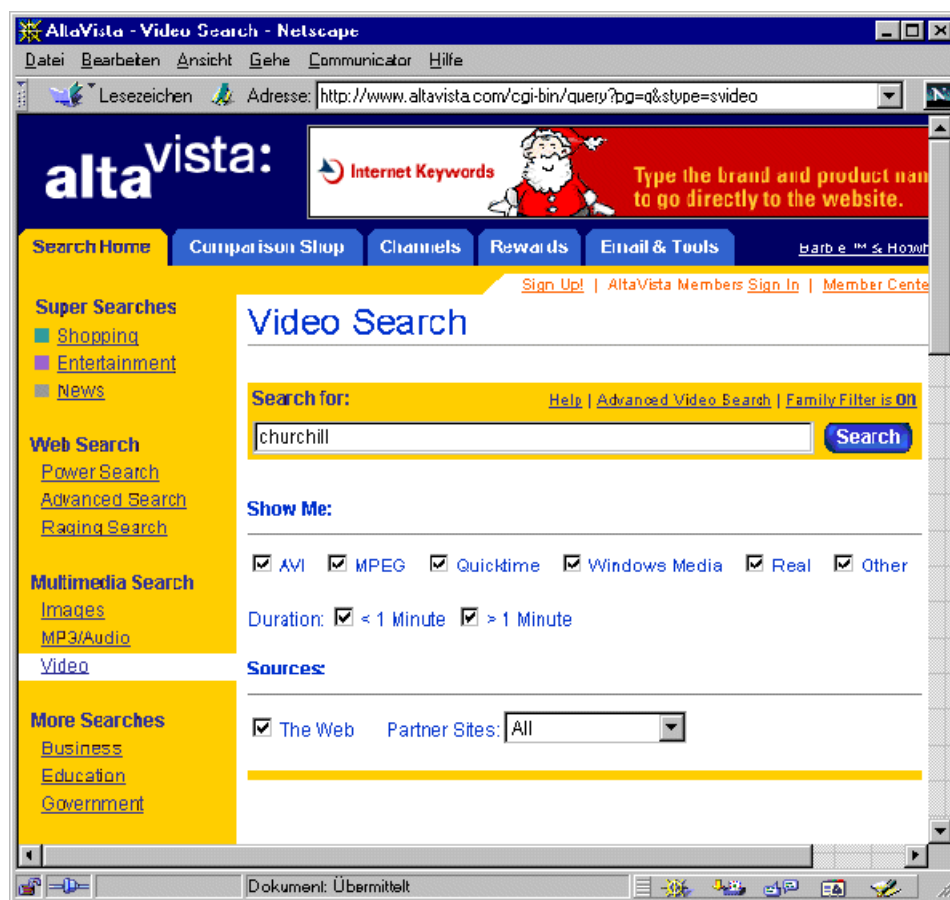 AltaVista - Video Search - Netscape
Datei Bearbeiten Ansicht Gehe Communicator Hilfe
Lesezeichen Adresse: http://www.altavista.com/cgi-bin/query?pg=q&stype=svideo
N
altavista:
Internet Keywords
Type the brand and product nam
to go directly to the website.
Search Home Comparison Shop Channels Rewards Email & Tools Barbie ™ & Hotwh
Sign Up! | AltaVista Members Sign In | Member Cente
Super Searches
Shopping
Entertainment
News
Web Search
Power Search
Advanced Search
Raging Search
Multimedia Search
Images
MP3/Audio
Video
More Searches
Business
Education
Government
Video Search
Search for: Help | Advanced Video Search | Family Filter is on
churchill Search
Show Me:
AVI MPEG Quicktime Windows Media Real Other
Duration: < 1 Minute > 1 Minute
Sources:
The Web Partner Sites: All
Dokument: Übermittelt